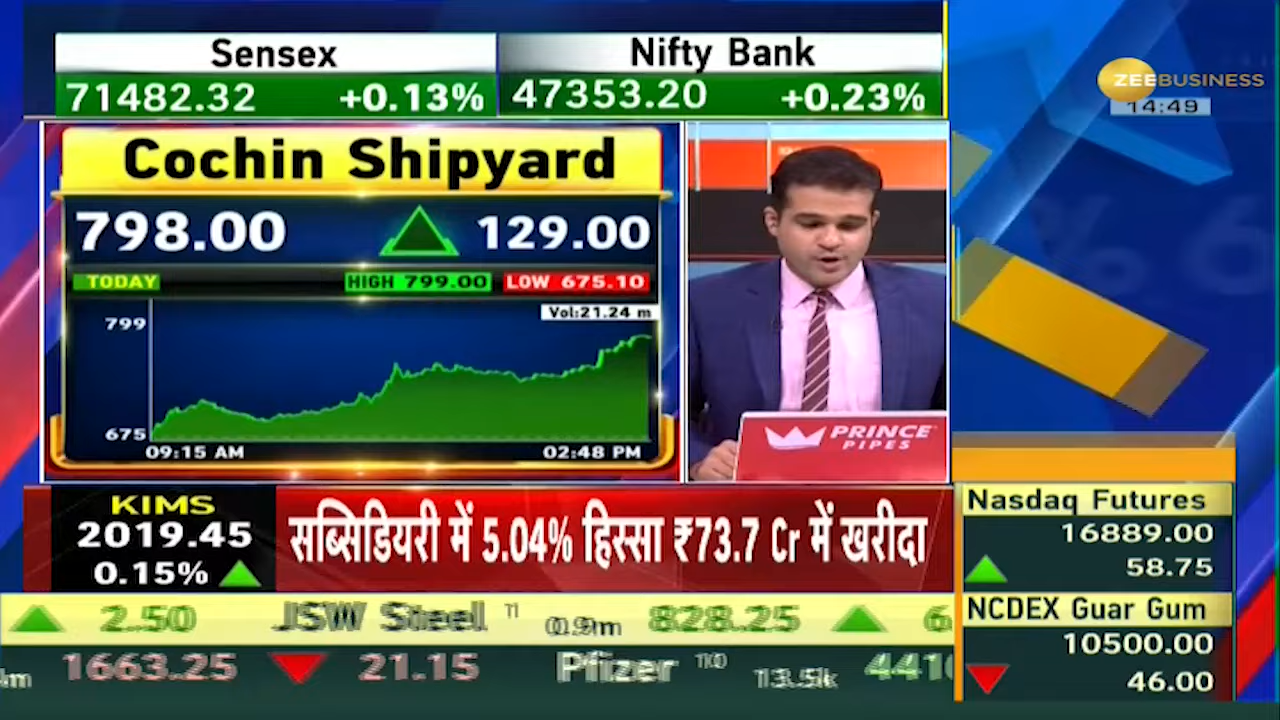 Sensex
71482.32 +0.13%
Nifty Bank
47353.20 +0.23%
ZEEBUSINESS
14:49
Cochin Shipyard
798.00 129.00
TODAY HIGH 799.00 LOW 675.10
Vol:21.24 m
799
675
09:15 AM 02:48 PM
PRINCE
PIPES
KIMS
2019.45
0.15%
सब्सिडियरी में 5.04% हिस्सा ₹73.7 Cr में खरीदा
Nasdaq Futures
16889.00
58.75
NCDEX Guar Gum
10500.00
46.00
2.50 JSW Steel 0.9m 828.25 6
1663.25 21.15 Pfizer 13.5k 441